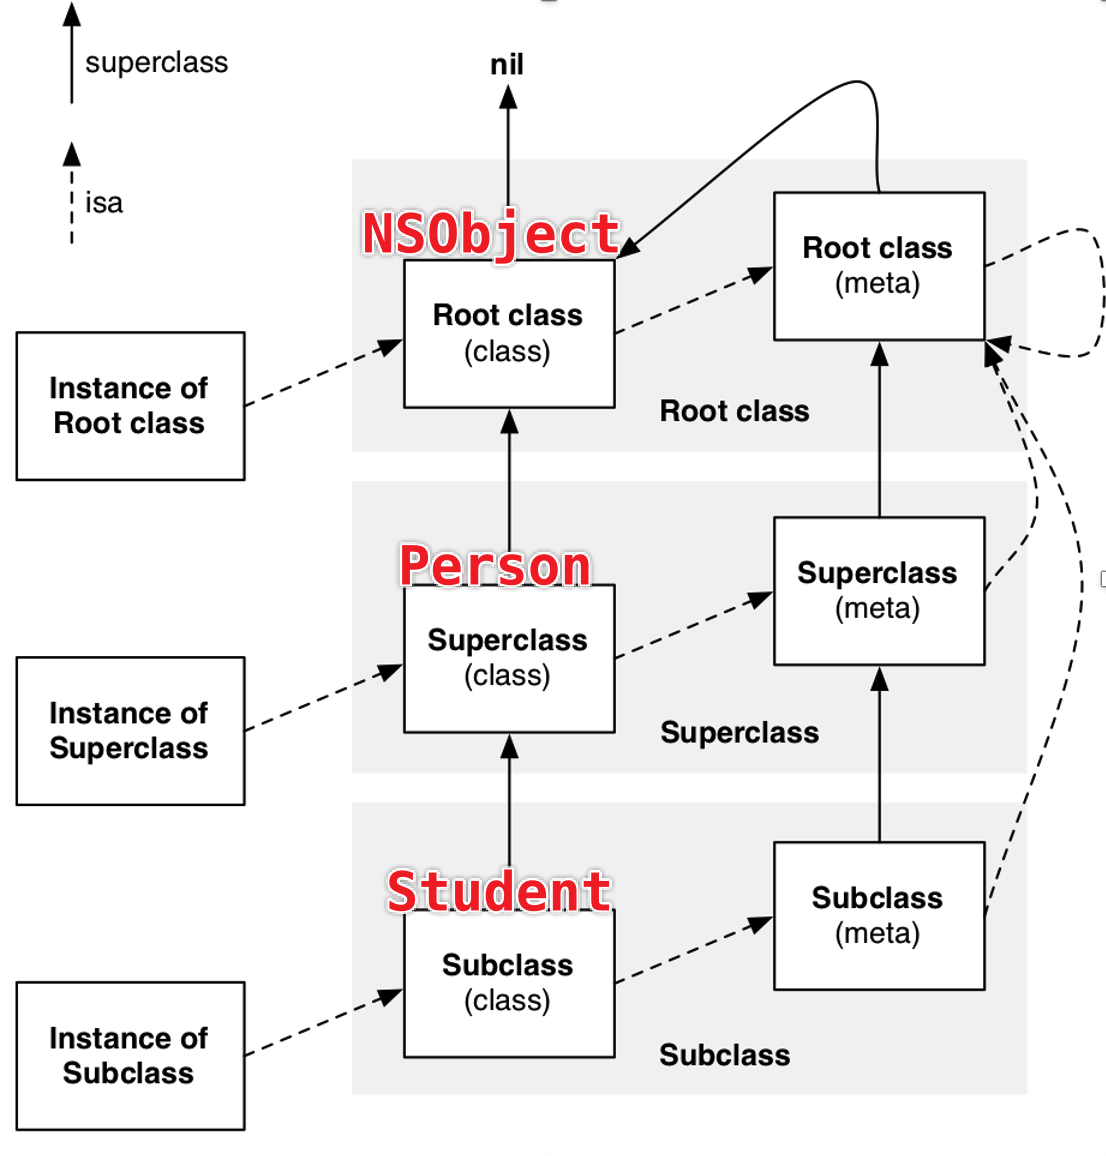 superclass
nil
isa
NSObject
Root class
(meta)
Root class
(class)
Instance of
Root class
Root class
Person
Superclass
(meta)
Superclass
(class)
Instance of
Superclass
Superclass
Student
Subclass
(meta)
Subclass
(class)
Instance of
Subclass
Subclass